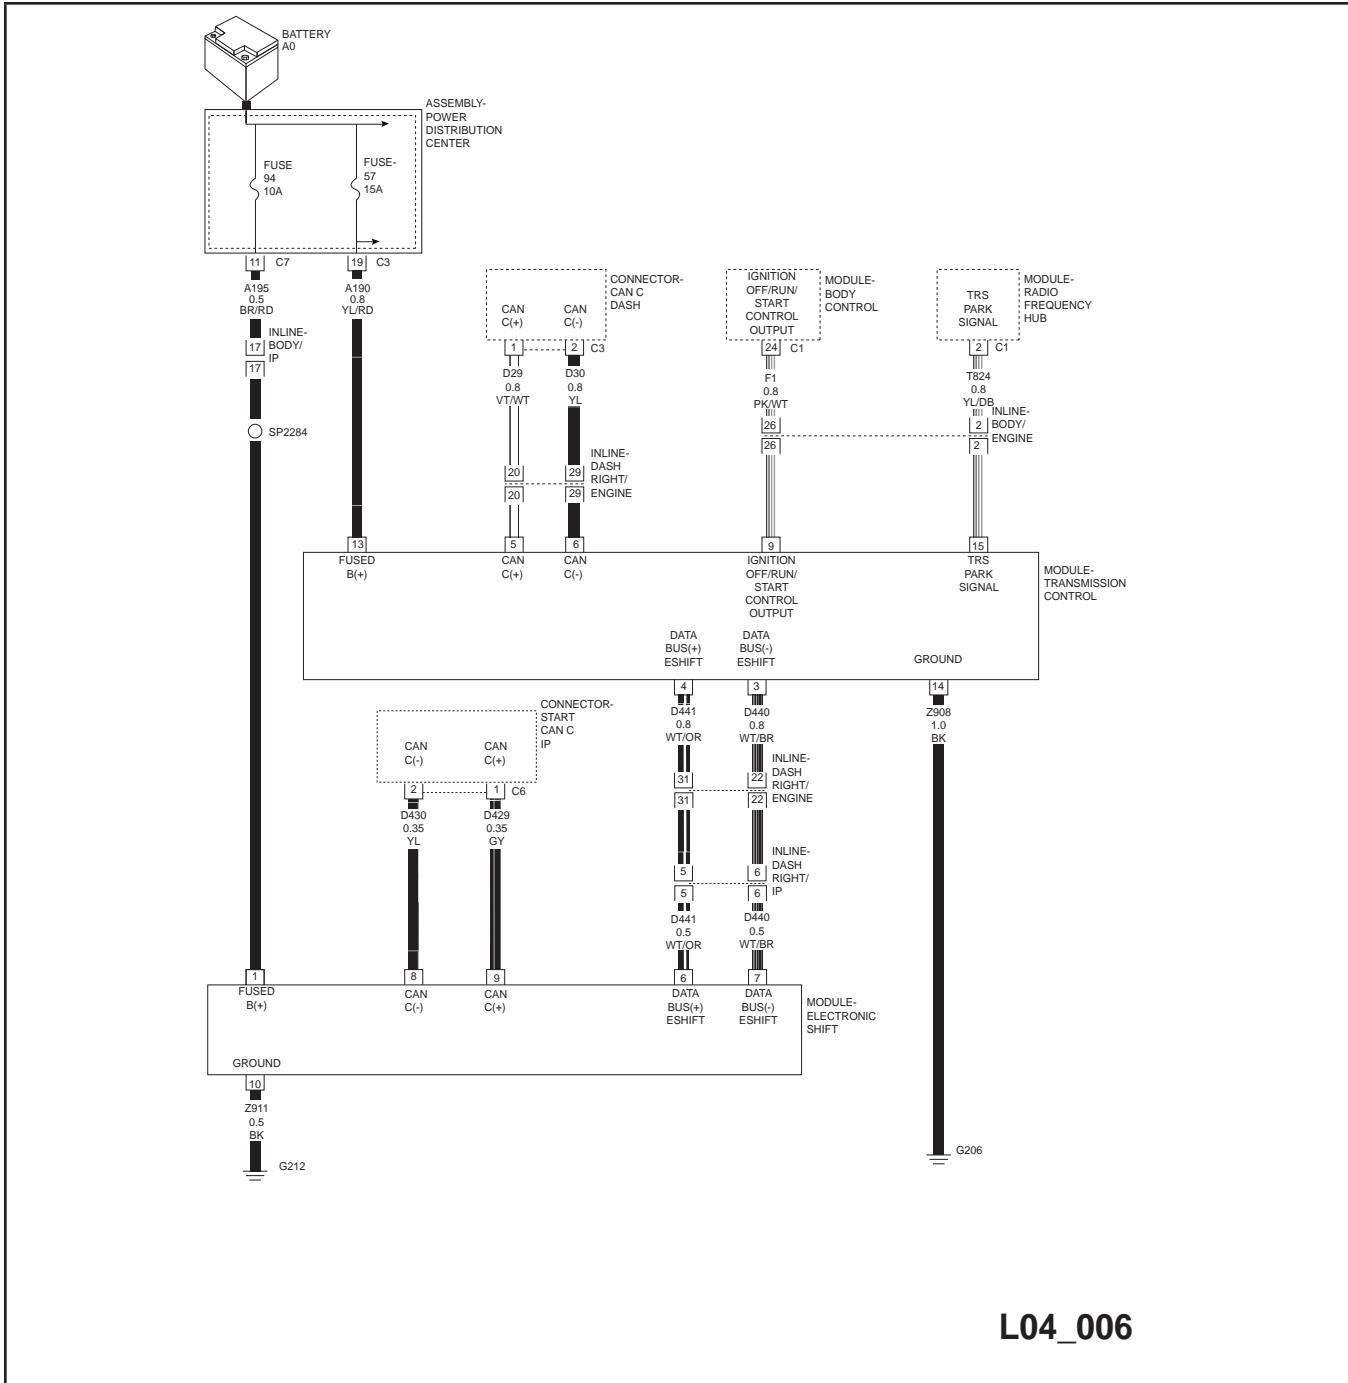 BATTERY
A0
ASSEMBLY-
POWER
DISTRIBUTION
CENTER
FUSE
94
10A
FUSE-
57
15A
11
C7
19
C3
A195
0.5
BR/RD
A190
0.8
YL/RD
INLINE-
BODY/
IP
17
17
SP2284
CONNECTOR-
CAN C
DASH
CAN
C(+)
CAN
C(-)
1
2
C3
D29
0.8
VT/WT
D30
0.8
YL
INLINE-
DASH
RIGHT/
ENGINE
20
29
20
29
IGNITION
OFF/RUN/
START
CONTROL
OUTPUT
MODULE-
BODY
CONTROL
24
C1
F1
0.8
PK/WT
26
26
TRS
PARK
SIGNAL
MODULE-
RADIO
FREQUENCY
HUB
2
C1
T824
0.8
YL/DB
INLINE-
BODY/
ENGINE
2
2
13
5
6
9
15
FUSED
B(+)
CAN
C(+)
CAN
C(-)
IGNITION
OFF/RUN/
START
CONTROL
OUTPUT
TRS
PARK
SIGNAL
MODULE-
TRANSMISSION
CONTROL
DATA
BUS(+)
ESHIFT
DATA
BUS(-)
ESHIFT
GROUND
4
3
14
D441
0.8
WT/OR
D440
0.8
WT/BR
Z908
1.0
BK
CONNECTOR-
START
CAN C
IP
CAN
C(-)
CAN
C(+)
2
1
C6
D430
0.35
YL
D429
0.35
GY
INLINE-
DASH
RIGHT/
ENGINE
31
22
31
22
INLINE-
DASH
RIGHT/
IP
5
6
5
6
D441
0.5
WT/OR
D440
0.5
WT/BR
1
8
9
6
7
FUSED
B(+)
CAN
C(-)
CAN
C(+)
DATA
BUS(+)
ESHIFT
DATA
BUS(-)
ESHIFT
MODULE-
ELECTRONIC
SHIFT
GROUND
10
Z911
0.5
BK
G212
G206
L04_006